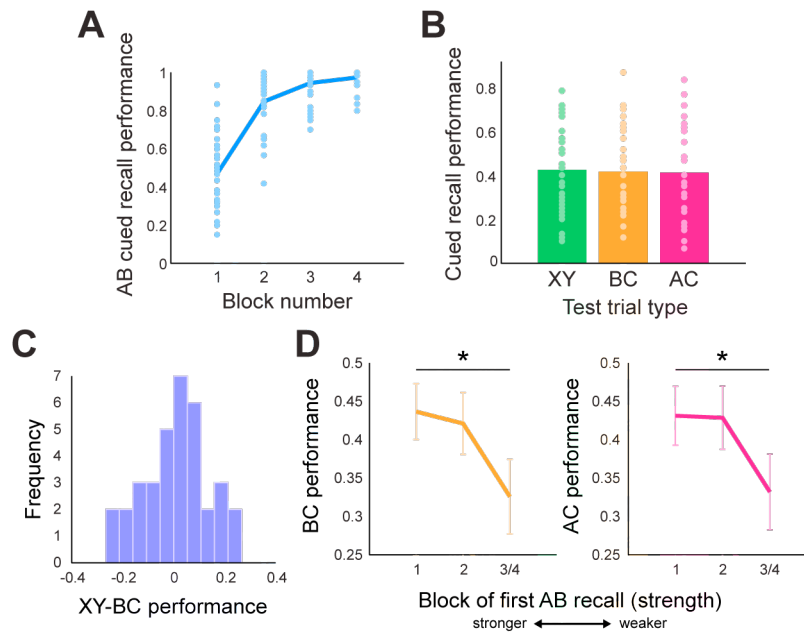 A
AB cued recall performance
1
0.8
0.6
0.4
0.2
0
1 2 3 4
Block number
B
Cued recall performance
0.8
0.6
0.4
0.2
0
XY BC AC
Test trial type
C
Frequency
7
6
5
4
3
2
1
0
-0.4 -0.2 0 0.2 0.4
XY-BC performance
D
BC performance
0.5
0.45
0.4
0.35
0.3
0.25
*
1 2 3/4
AC performance
0.5
0.45
0.4
0.35
0.3
0.25
*
1 2 3/4
Block of first AB recall (strength)
stronger weaker